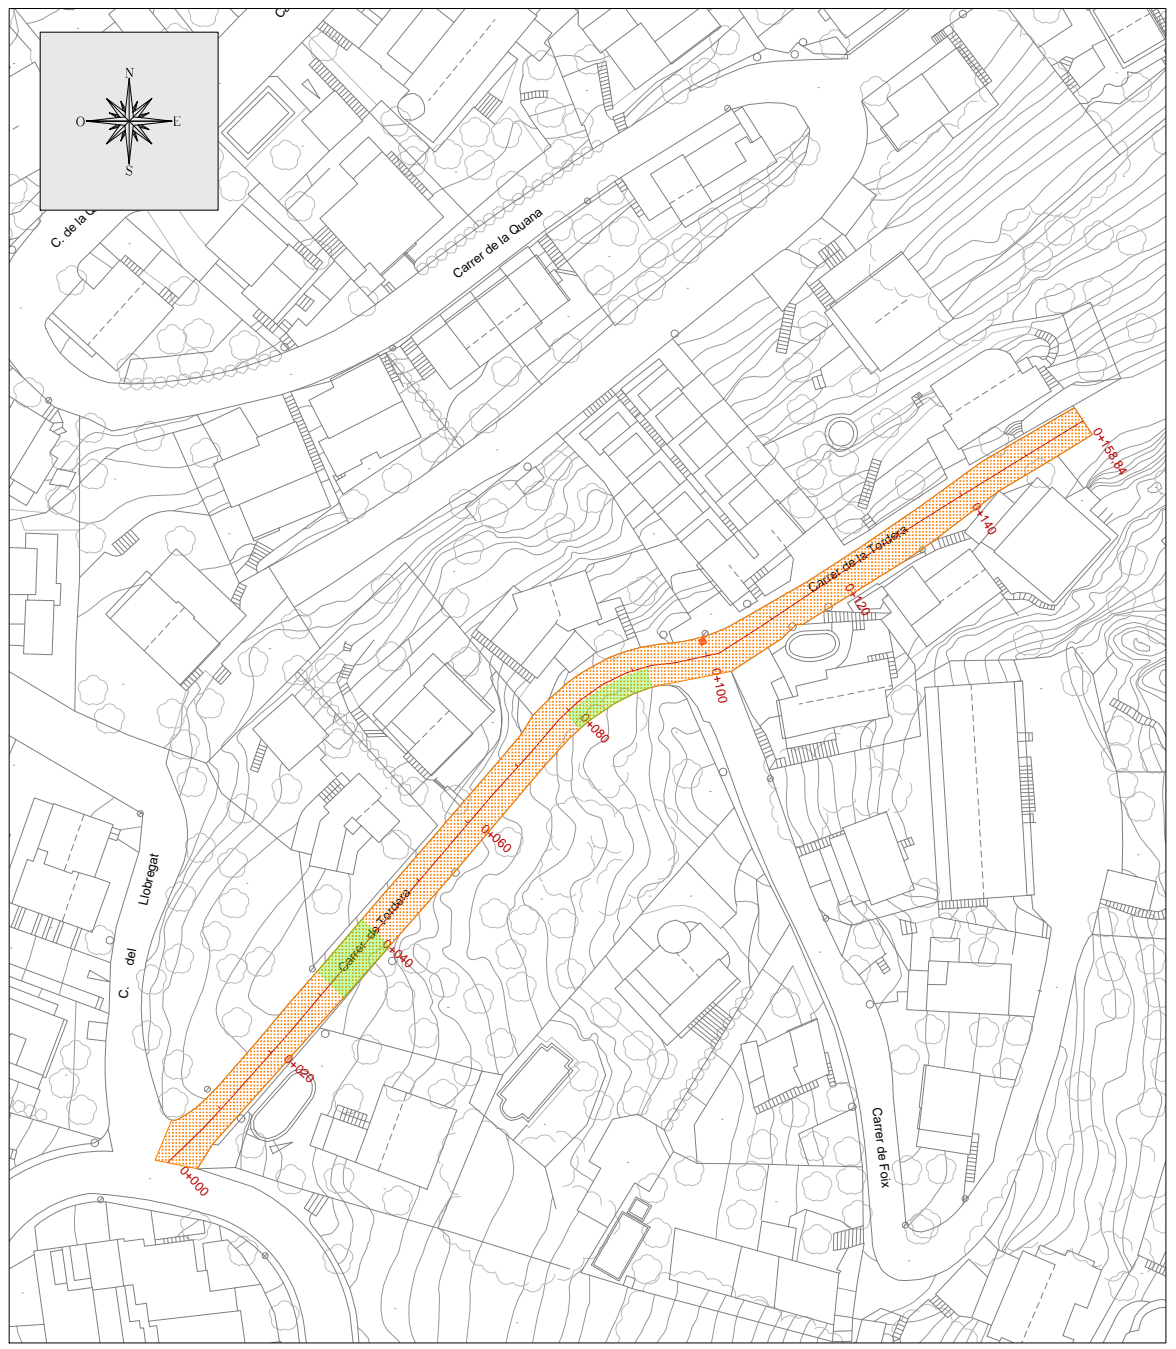 N
O
E
S
C. de la
Carrer de la Quana
0+158,84
0+140
Carrer de la Tordera
0+120
0+100
0+080
0+060
Carrer de Tordera
0+040
0+020
0+000
C. del Llobregat
Carrer de Foix